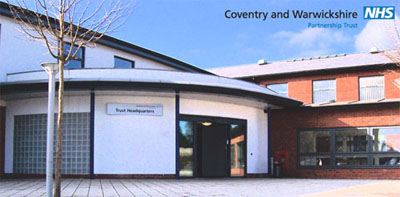 Coventry and Warwickshire NHS
Partnership Trust
Trust Headquarters